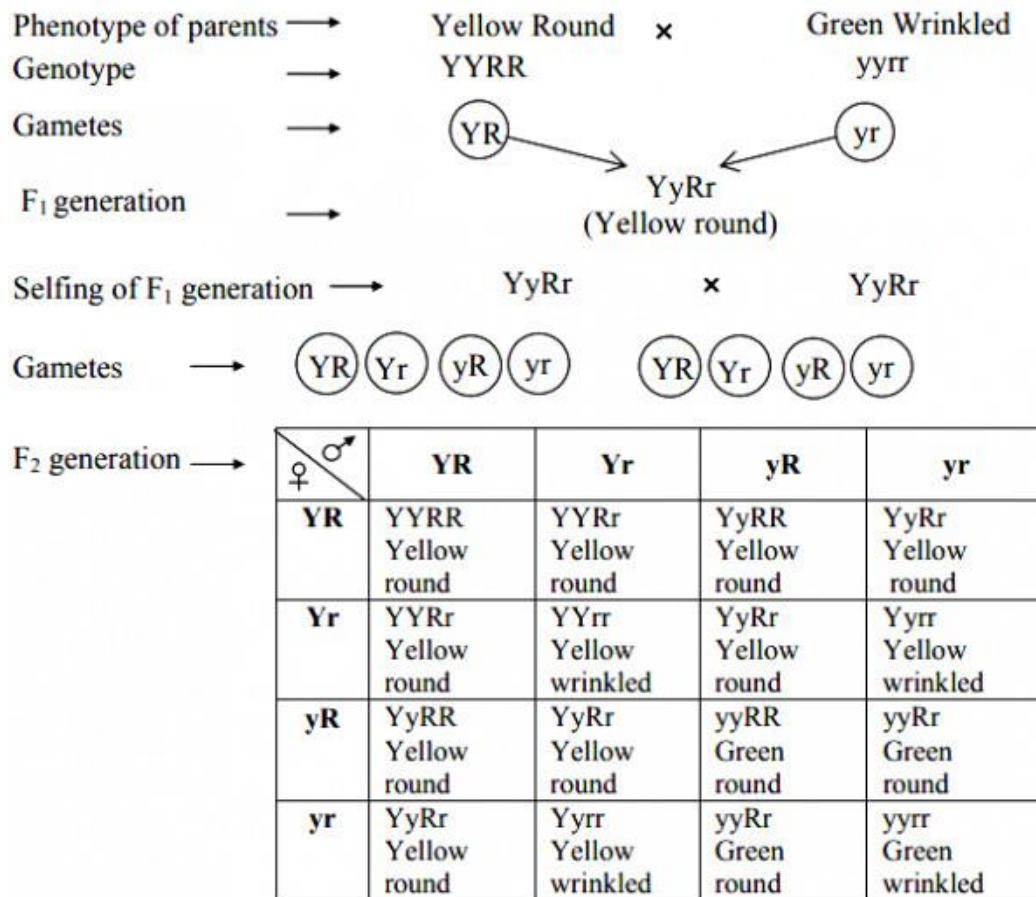 Phenotype of parents → Yellow Round × Green Wrinkled
Genotype → YYRR yyrr
Gametes → YR yr
F₁ generation → YyRr
(Yellow round)
Selfing of F₁ generation → YyRr × YyRr
Gametes → YR Yr yR yr YR Yr yR yr
F₂ generation → ♀ ♂ YR Yr yR yr
YR YYRR YYRr YyRR YyRr
Yellow Yellow Yellow Yellow
round round round round
Yr YYRr YYrr YyRr Yyrr
Yellow Yellow Yellow Yellow
round wrinkled round wrinkled
yR YyRR YyRr yyRR yyRr
Yellow Yellow Green Green
round round round round
yr YyRr Yyrr yyRr yyrr
Yellow Yellow Green Green
round wrinkled round wrinkled